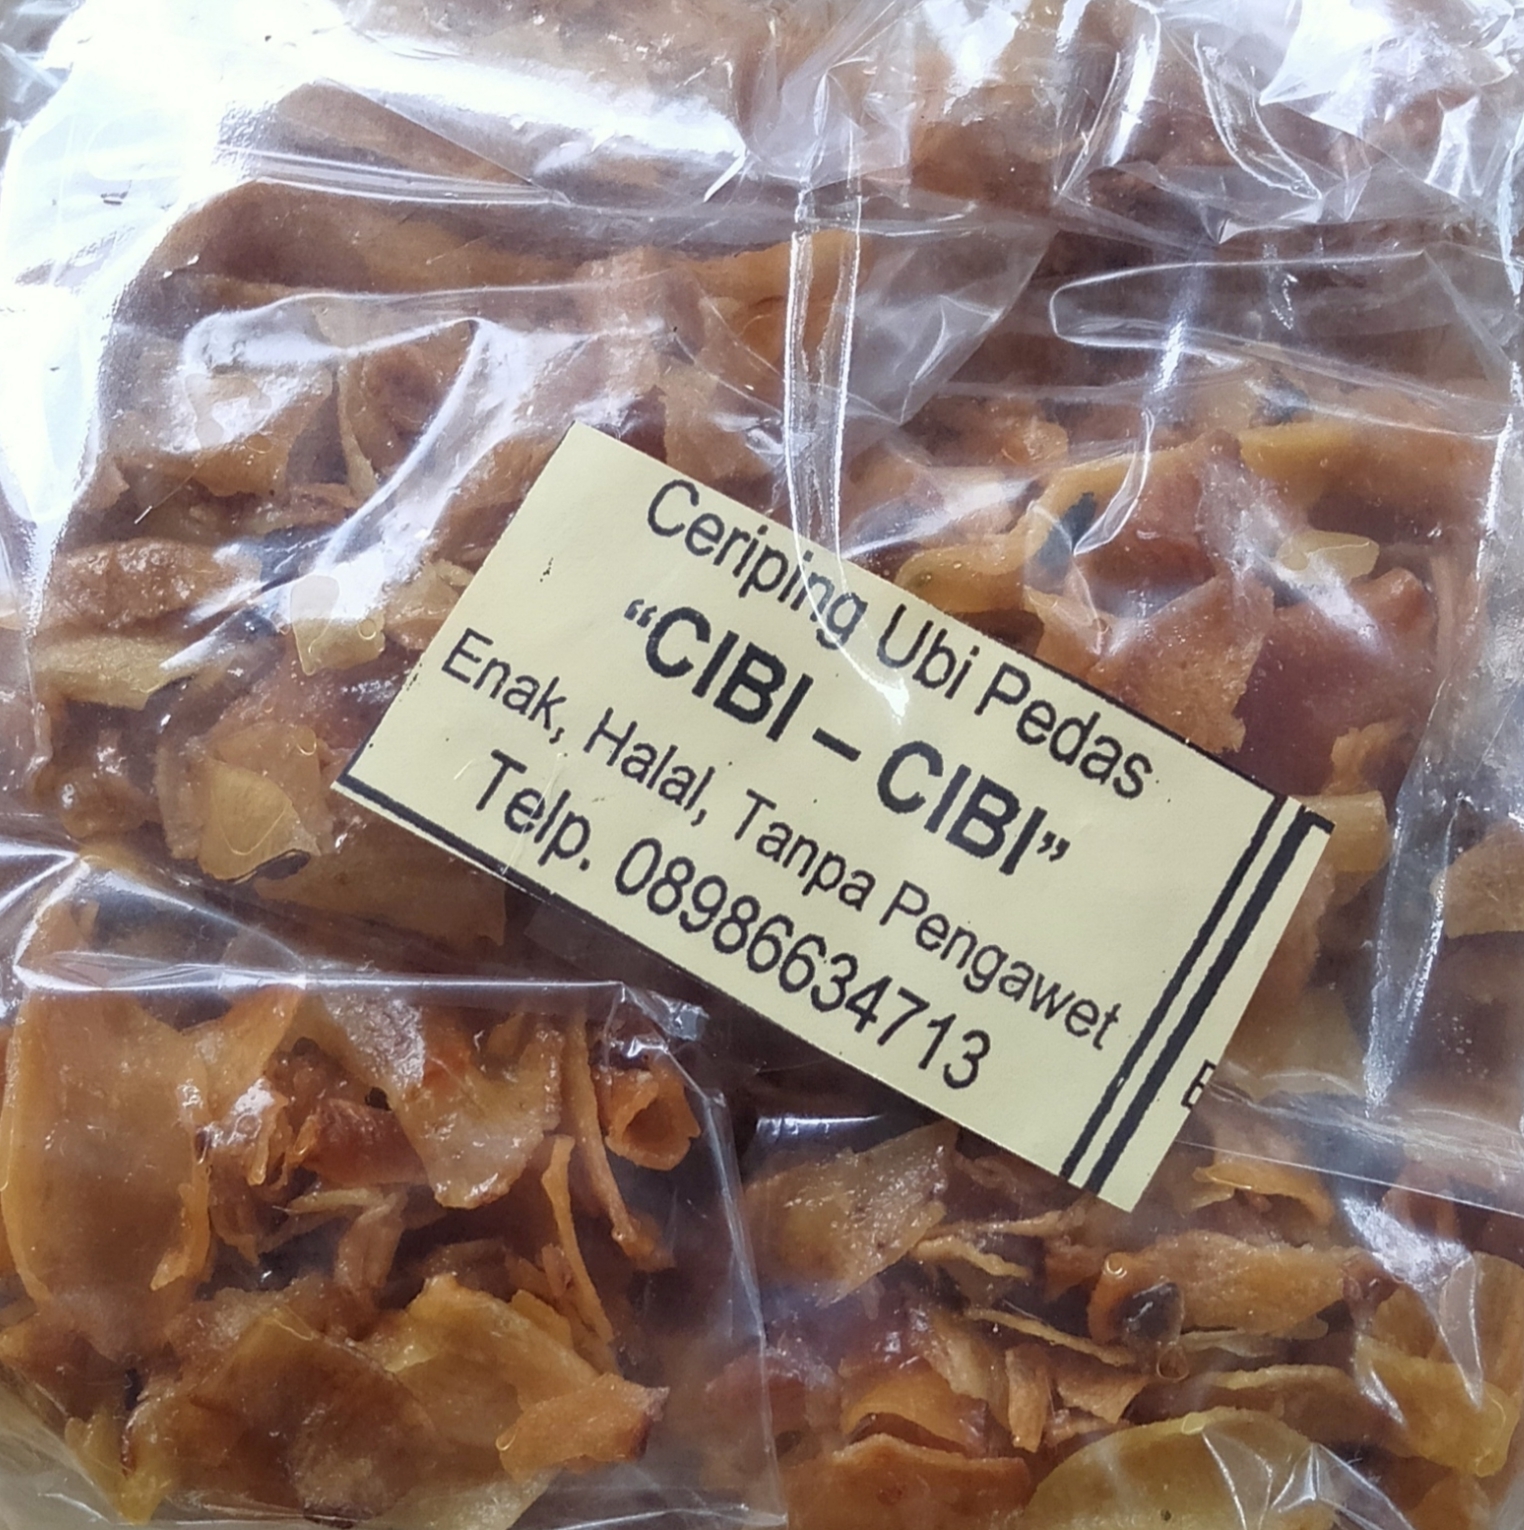 Ceriping Ubi Pedas
“CIBI – CIBI”
Enak, Halal, Tanpa Pengawet
Telp. 08986634713